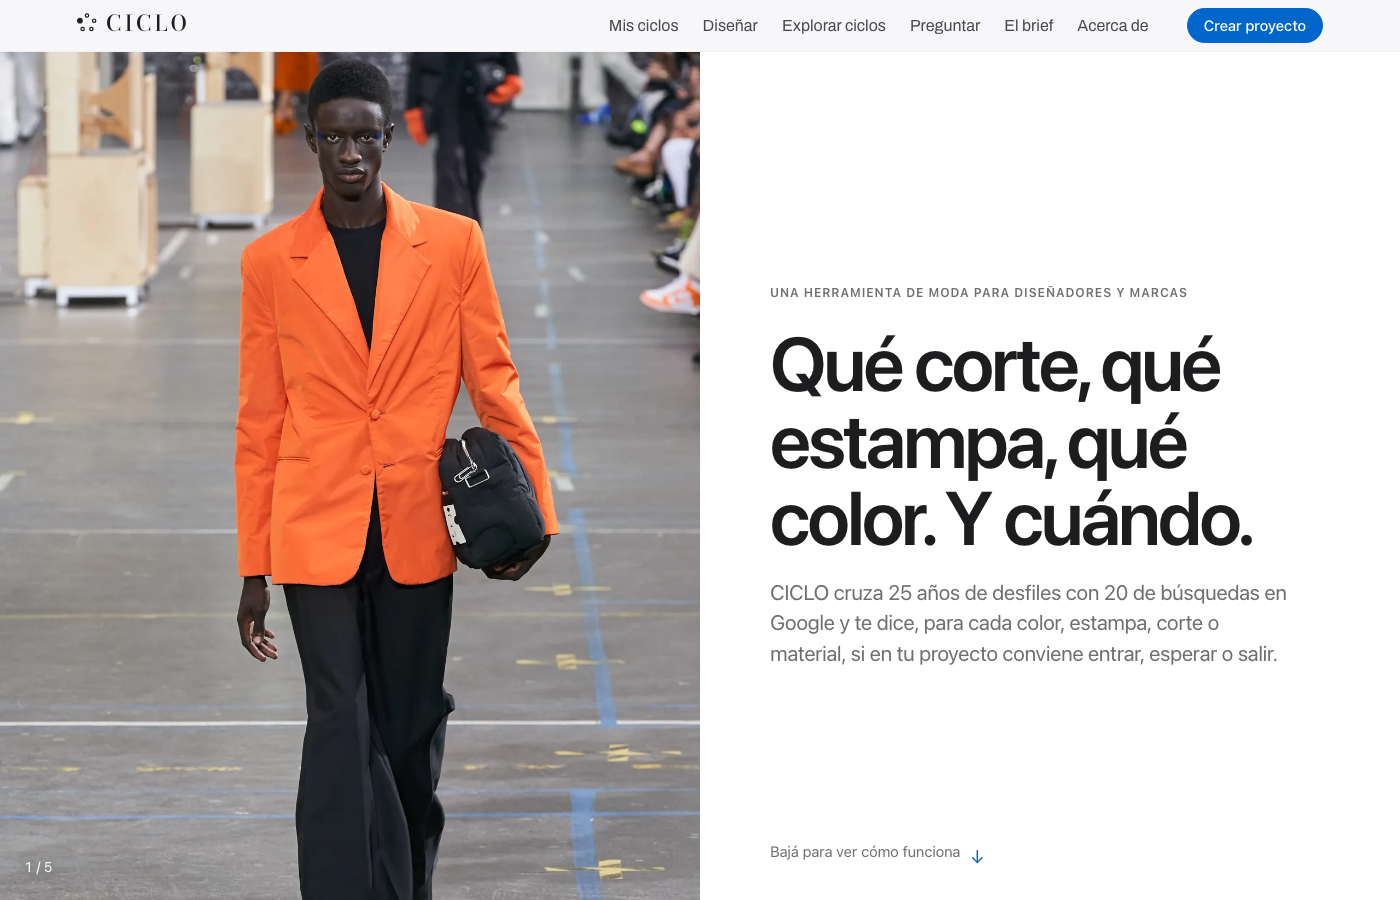 CICLO
Mis ciclos
Diseñar
Explorar ciclos
Preguntar
El brief
Acerca de
Crear proyecto
UNA HERRAMIENTA DE MODA PARA DISEÑADORES Y MARCAS
Qué corte, qué
estampa, qué
color. Y cuándo.
CICLO cruza 25 años de desfiles con 20 de búsquedas en
Google y te dice, para cada color, estampa, corte o
material, si en tu proyecto conviene entrar, esperar o salir.
Bajá para ver cómo funciona
1 / 5